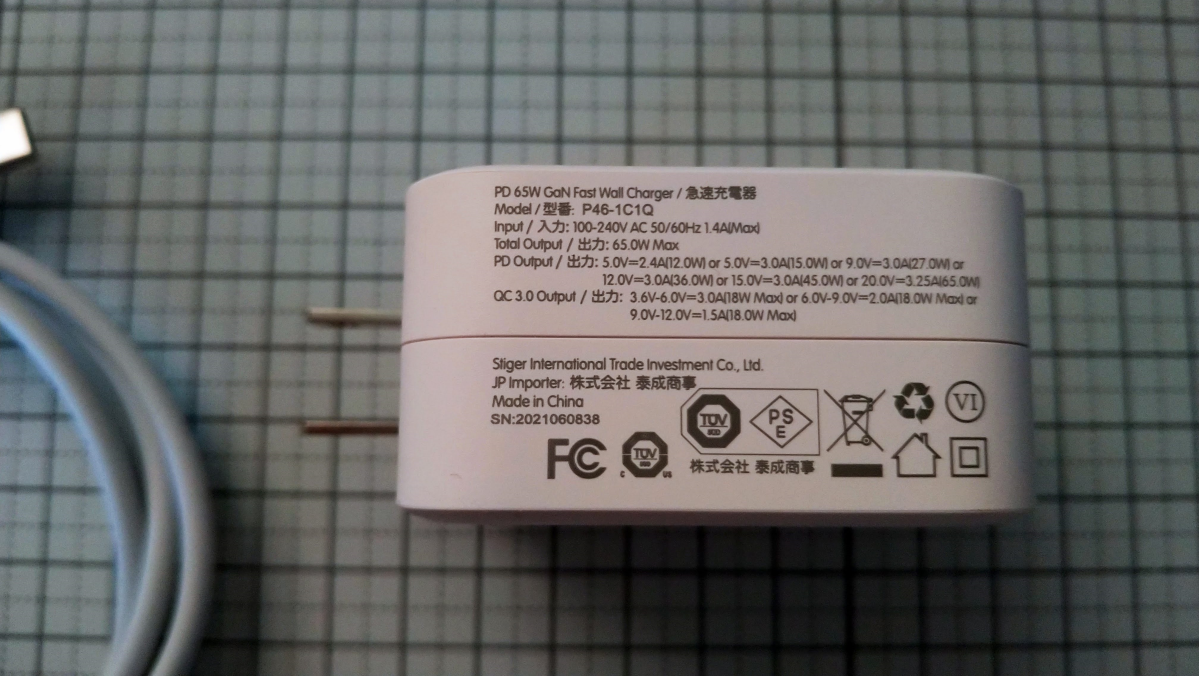 PD 65W GaN Fast Wall Charger / 急速充電器
Model / 型番: P46-1C1Q
Input / 入力: 100-240V AC 50/60Hz 1.4A(Max)
Total Output / 出力: 65.0W Max
PD Output / 出力: 5.0V=2.4A(12.0W) or 5.0V=3.0A(15.0W) or 9.0V=3.0A(27.0W) or
12.0V=3.0A(36.0W) or 15.0V=3.0A(45.0W) or 20.0V=3.25A(65.0W)
QC 3.0 Output / 出力: 3.6V-6.0V=3.0A(18W Max) or 6.0V-9.0V=2.0A(18.0W Max) or
9.0V-12.0V=1.5A(18.0W Max)
Stiger International Trade Investment Co., Ltd.
JP Importer: 株式会社 泰成商事
Made in China
SN:2021060838
FC
TÜV
C US
TÜV
PS
E
株式会社 泰成商事
VI